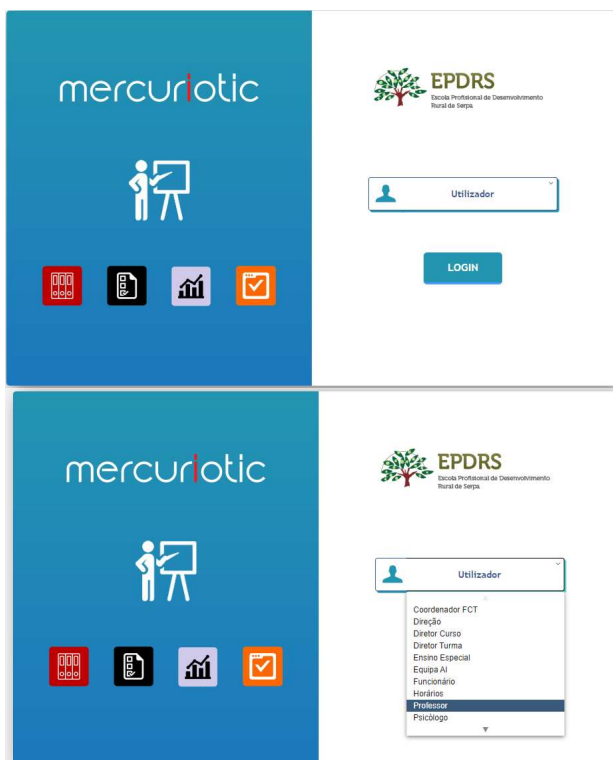 mercuriotic
EPDRS
Escola Profissional de Desenvolvimento
Rural de Serpa
Utilizador
LOGIN
mercuriotic
EPDRS
Escola Profissional de Desenvolvimento
Rural de Serpa
Utilizador
Coordenador FCT
Direção
Diretor Curso
Diretor Turma
Ensino Especial
Equipa AI
Funcionário
Horários
Professor
Psicólogo